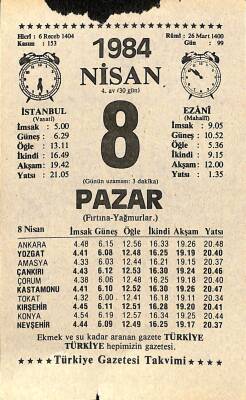 Hicrî : 6 Receb 1404
Kasım : 153
1984
Rûmî : 26 Mart 1400
Gün : 99
NİSAN
4. ay (30 gün)
İSTANBUL
(Vasatî)
İmsak : 5.00
Güneş : 6.29
Öğle : 13.11
İkindi : 16.49
Akşam : 19.42
Yatsı : 21.05
8
EZÂNİ
(Mahallî)
İmsak : 9.05
Güneş : 10.52
Öğle : 5.36
İkindi : 9.15
Akşam : 12.00
Yatsı : 1.35
(Günün uzaması: 3 dakika)
PAZAR
(Fırtına-Yağmurlar.)
8 Nisan İmsak Güneş Öğle İkindi Akşam Yatsı
ANKARA 4.48 6.15 12.56 16.33 19.26 20.48
YOZGAT 4.41 6.08 12.48 16.25 19.19 20.40
AMASYA 4.33 6.03 12.44 16.21 19.15 20.37
ÇANKIRI 4.43 6.12 12.53 16.30 19.24 20.46
ÇORUM 4.38 6.06 12.48 16.25 19.18 20.40
KASTAMONU 4.41 6.10 12.52 16.30 19.26 20.47
TOKAT 4.32 6.00 12.41 16.18 19.11 20.34
KIRŞEHİR 4.45 6.11 12.51 16.28 19.20 20.41
KONYA 4.54 6.19 12.57 16.34 19.25 20.44
NEVŞEHİR 4.44 6.09 12.49 16.25 19.17 20.37
Ekmek ve su kadar aranan gazete TÜRKİYE
TÜRKİYE hepimizin gazetesi.
Türkiye Gazetesi Takvimi